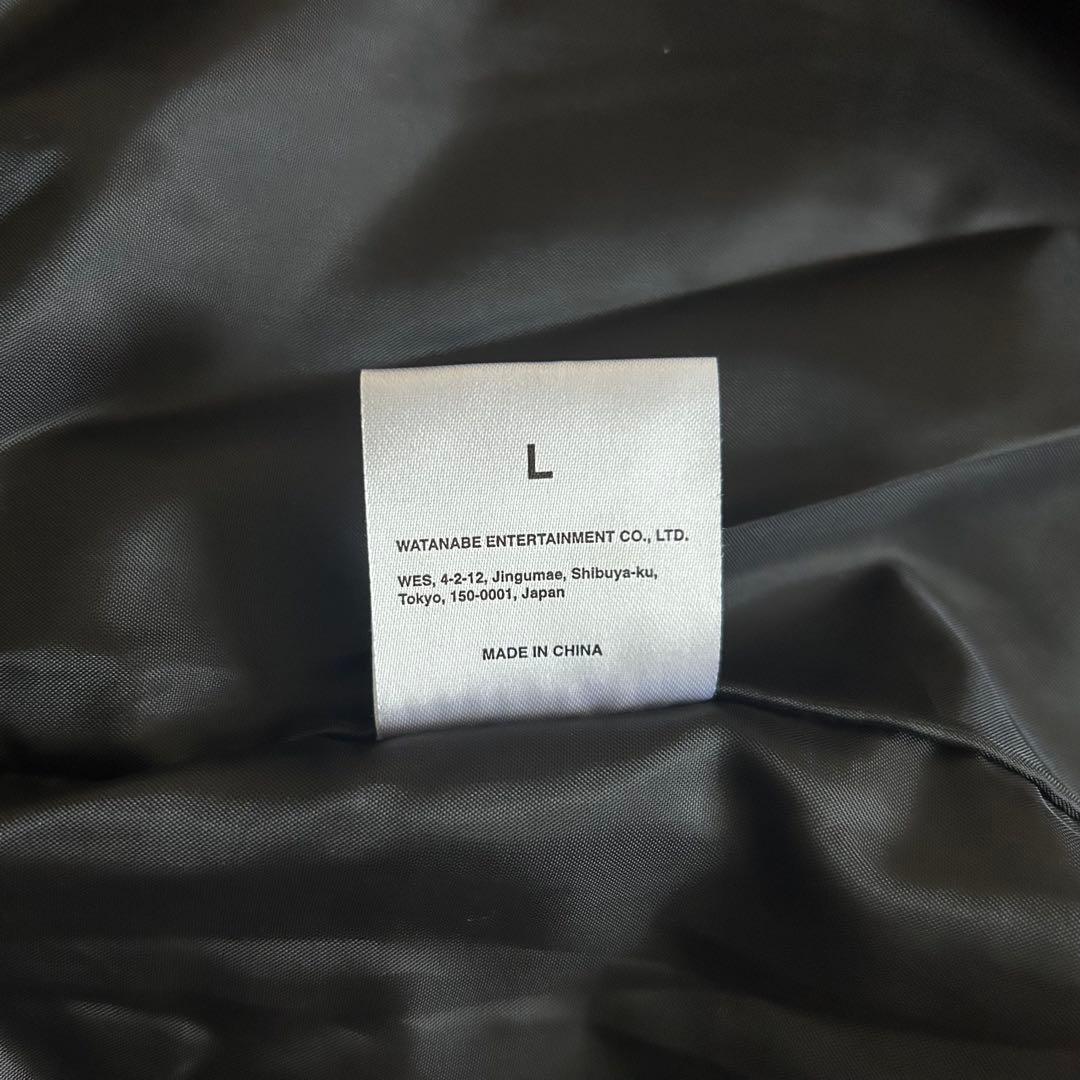 L
WATANABE ENTERTAINMENT CO., LTD.
WES, 4-2-12, Jingumae, Shibuya-ku,
Tokyo, 150-0001, Japan
MADE IN CHINA